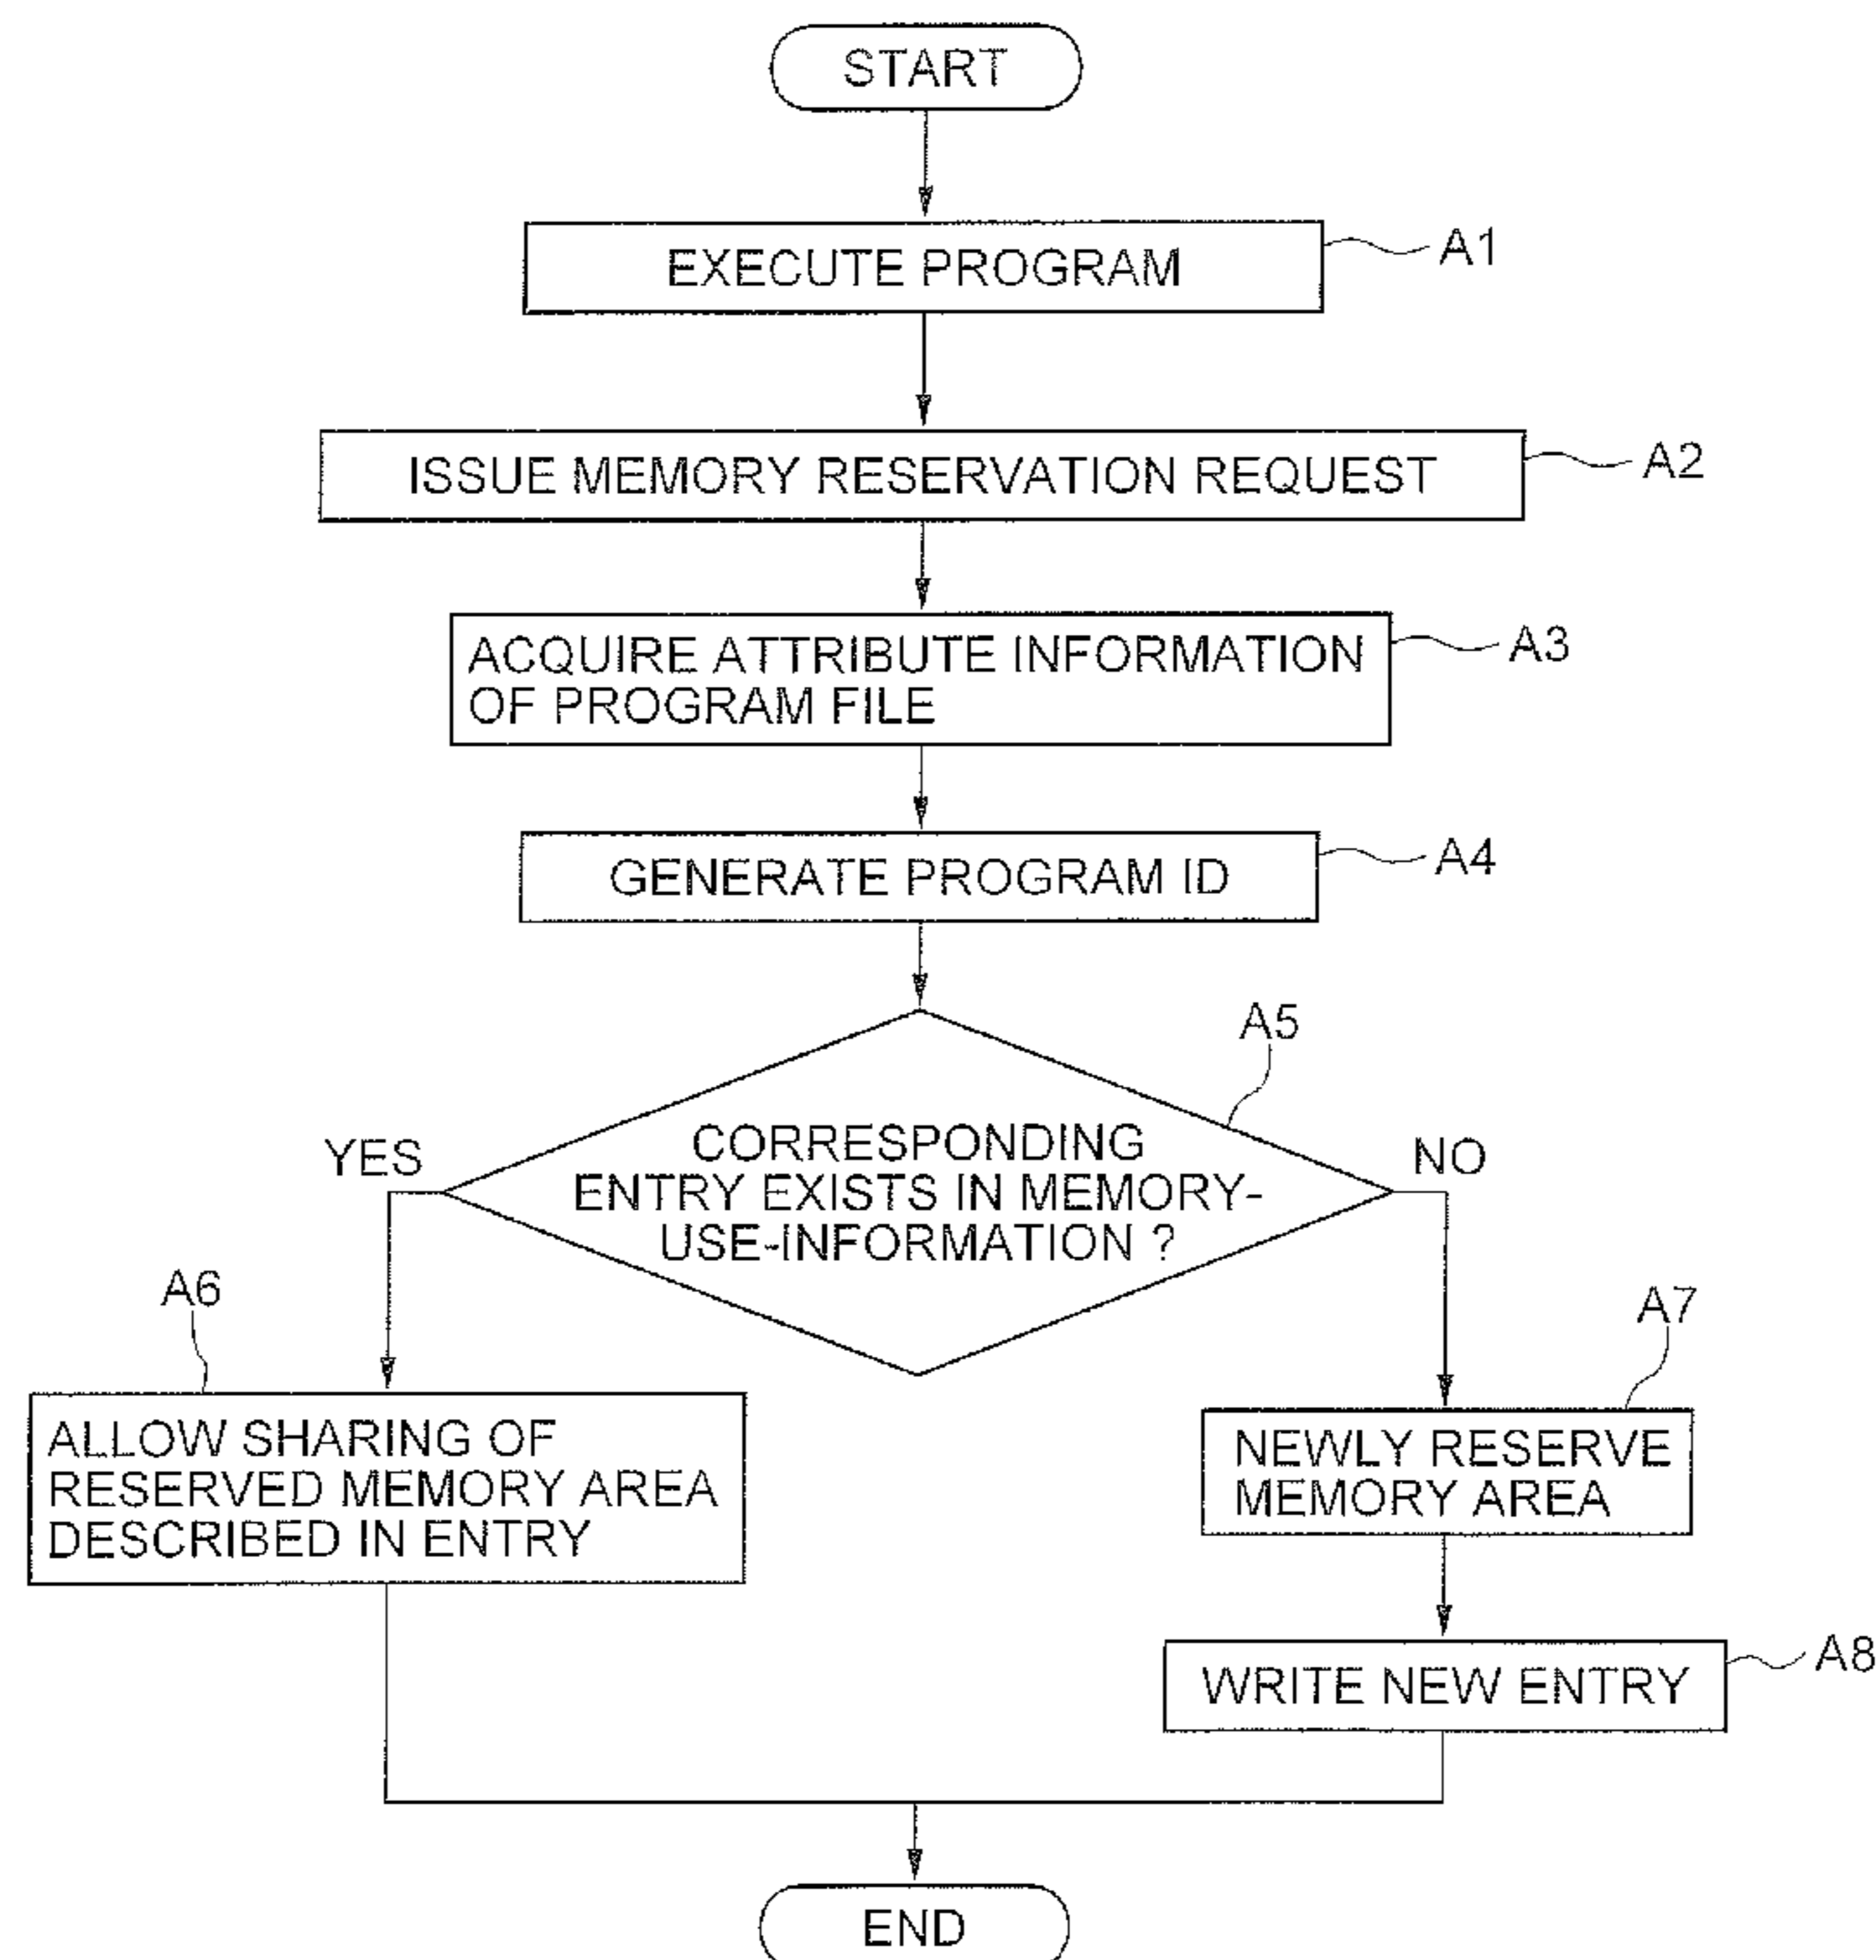 START
EXECUTE PROGRAM
A1
ISSUE MEMORY RESERVATION REQUEST
A2
ACQUIRE ATTRIBUTE INFORMATION
OF PROGRAM FILE
A3
GENERATE PROGRAM ID
A4
A5
CORRESPONDING
ENTRY EXISTS IN MEMORY-
USE-INFORMATION ?
YES
NO
A6
ALLOW SHARING OF
RESERVED MEMORY AREA
DESCRIBED IN ENTRY
A7
NEWLY RESERVE
MEMORY AREA
WRITE NEW ENTRY
A8
END